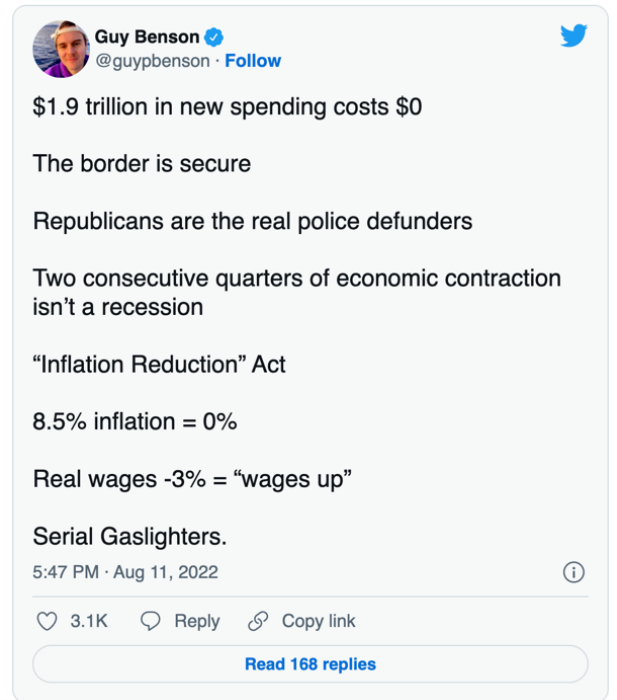 Guy Benson
@guypbenson · Follow
$1.9 trillion in new spending costs $0
The border is secure
Republicans are the real police defunders
Two consecutive quarters of economic contraction
isn’t a recession
“Inflation Reduction” Act
8.5% inflation = 0%
Real wages -3% = “wages up”
Serial Gaslighters.
5:47 PM · Aug 11, 2022
3.1K Reply Copy link
Read 168 replies